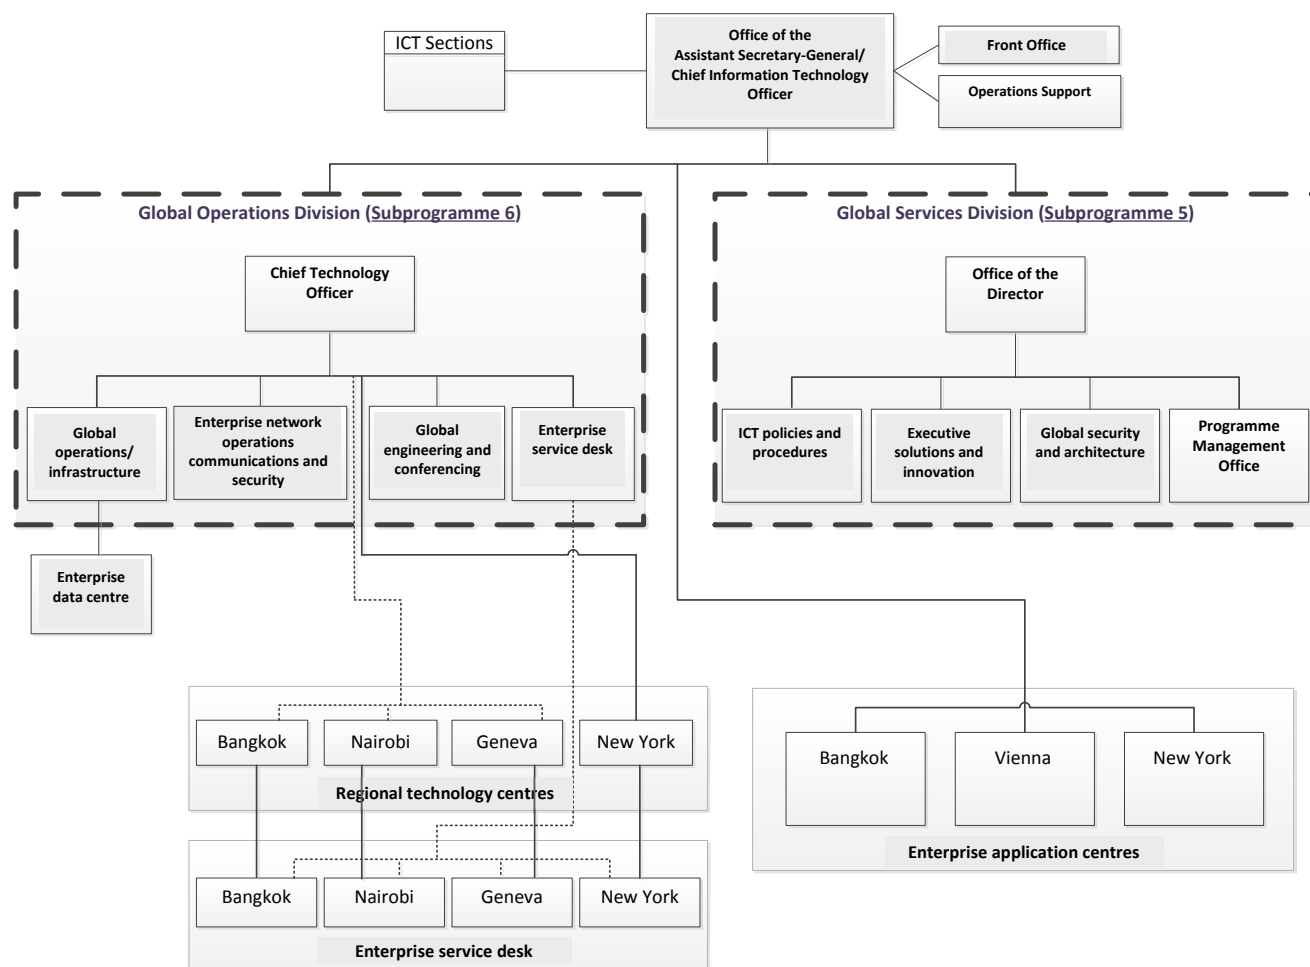 ICT Sections
Office of the
Assistant Secretary-General/
Chief Information Technology
Officer
Front Office
Operations Support
Global Operations Division (Subprogramme 6)
Chief Technology
Officer
Global
operations/
infrastructure
Enterprise network
operations
communications and
security
Global
engineering and
conferencing
Enterprise
service desk
Enterprise
data centre
Global Services Division (Subprogramme 5)
Office of the
Director
ICT policies and
procedures
Executive
solutions and
innovation
Global security
and architecture
Programme
Management
Office
Bangkok
Nairobi
Geneva
New York
Regional technology centres
Bangkok
Nairobi
Geneva
New York
Enterprise service desk
Bangkok
Vienna
New York
Enterprise application centres